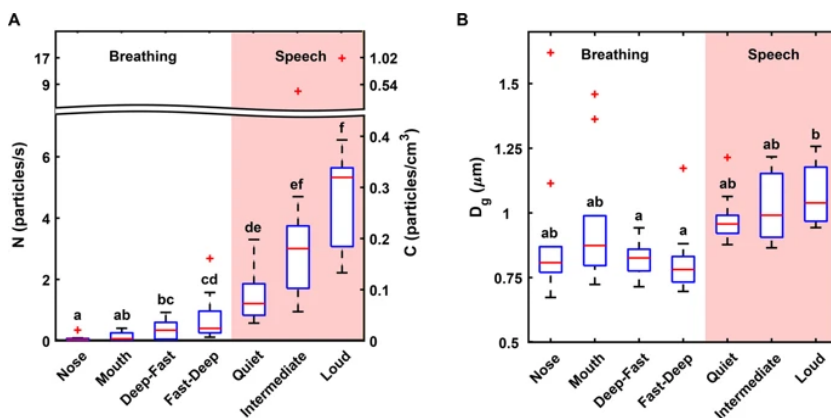 A
Breathing
Speech
17
9
6
4
2
0
N (particles/s)
1.02
0.54
0.4
0.3
0.2
0.1
0
C (particles/cm³)
a
ab
bc
cd
de
ef
f
Nose
Mouth
Deep-Fast
Fast-Deep
Quiet
Intermediate
Loud
B
Breathing
Speech
1.5
1.25
1
0.75
0.5
D_g (μm)
ab
ab
a
a
ab
ab
b
Nose
Mouth
Deep-Fast
Fast-Deep
Quiet
Intermediate
Loud